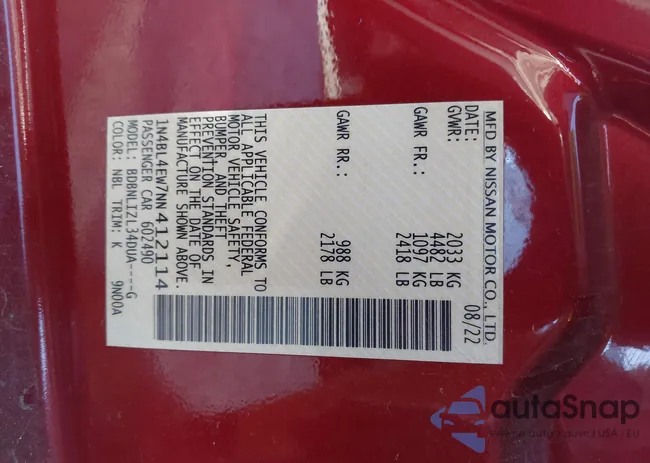 MFD BY NISSAN MOTOR CO., LTD.
DATE: 08/22
GVWR: 2033 KG
4482 LB
GAWR FR.: 1097 KG
2418 LB
GAWR RR.: 988 KG
2178 LB
THIS VEHICLE CONFORMS TO
ALL APPLICABLE FEDERAL
MOTOR VEHICLE SAFETY,
BUMPER, AND THEFT
PREVENTION STANDARDS IN
EFFECT ON THE DATE OF
MANUFACTURE SHOWN ABOVE.
1N4BL4EW7NN412114
PASSENGER CAR 602490
MODEL: BDBNLIZL34DUA----G
COLOR: NBL TRIM: K 9N00A
autoSnap